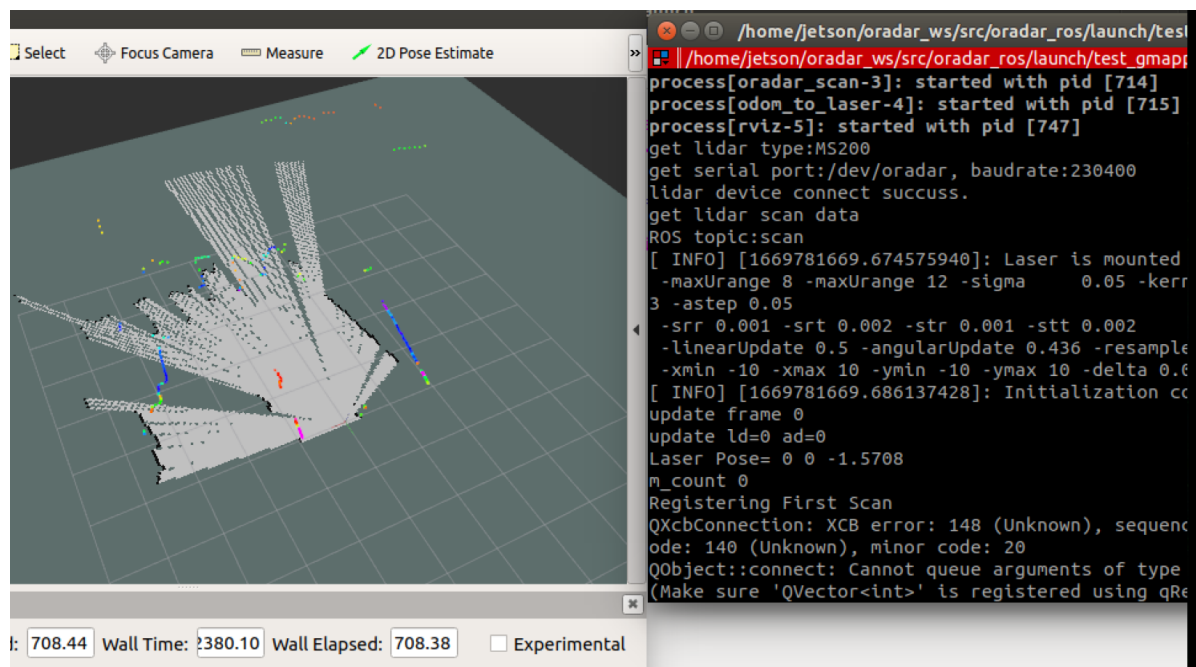 Select Focus Camera Measure 2D Pose Estimate »
708.44 Wall Time: 2380.10 Wall Elapsed: 708.38 Experimental
/home/jetson/oradar_ws/src/oradar_ros/launch/test
/home/jetson/oradar_ws/src/oradar_ros/launch/test_gmapp
process[oradar_scan-3]: started with pid [714]
process[odom_to_laser-4]: started with pid [715]
process[rviz-5]: started with pid [747]
get lidar type:MS200
get serial port:/dev/oradar, baudrate:230400
lidar device connect succuss.
get lidar scan data
ROS topic:scan
[ INFO] [1669781669.674575940]: Laser is mounted
-maxUrange 8 -maxUrange 12 -sigma 0.05 -kern
3 -astep 0.05
-srr 0.001 -srt 0.002 -str 0.001 -stt 0.002
-linearUpdate 0.5 -angularUpdate 0.436 -resample
-xmin -10 -xmax 10 -ymin -10 -ymax 10 -delta 0.0
[ INFO] [1669781669.686137428]: Initialization co
update frame 0
update ld=0 ad=0
Laser Pose= 0 0 -1.5708
m_count 0
Registering First Scan
QXcbConnection: XCB error: 148 (Unknown), sequenc
ode: 140 (Unknown), minor code: 20
QObject::connect: Cannot queue arguments of type
(Make sure 'QVector<int>' is registered using qRe